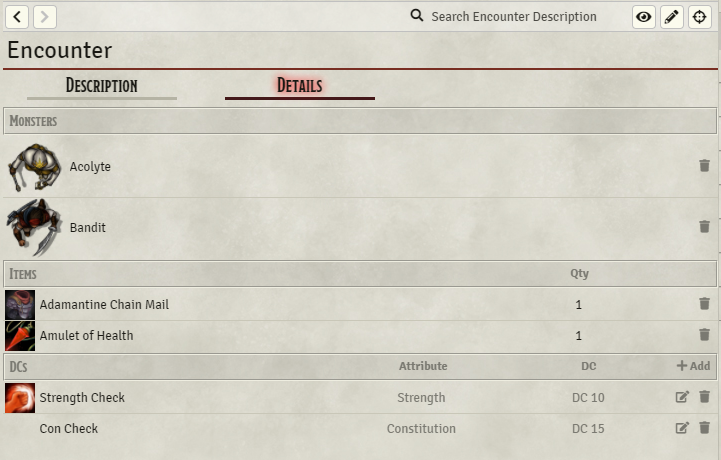 Search Encounter Description
Encounter
Description Details
Monsters
Acolyte
Bandit
Items Qty
Adamantine Chain Mail 1
Amulet of Health 1
DCs Attribute DC + Add
Strength Check Strength DC 10
Con Check Constitution DC 15